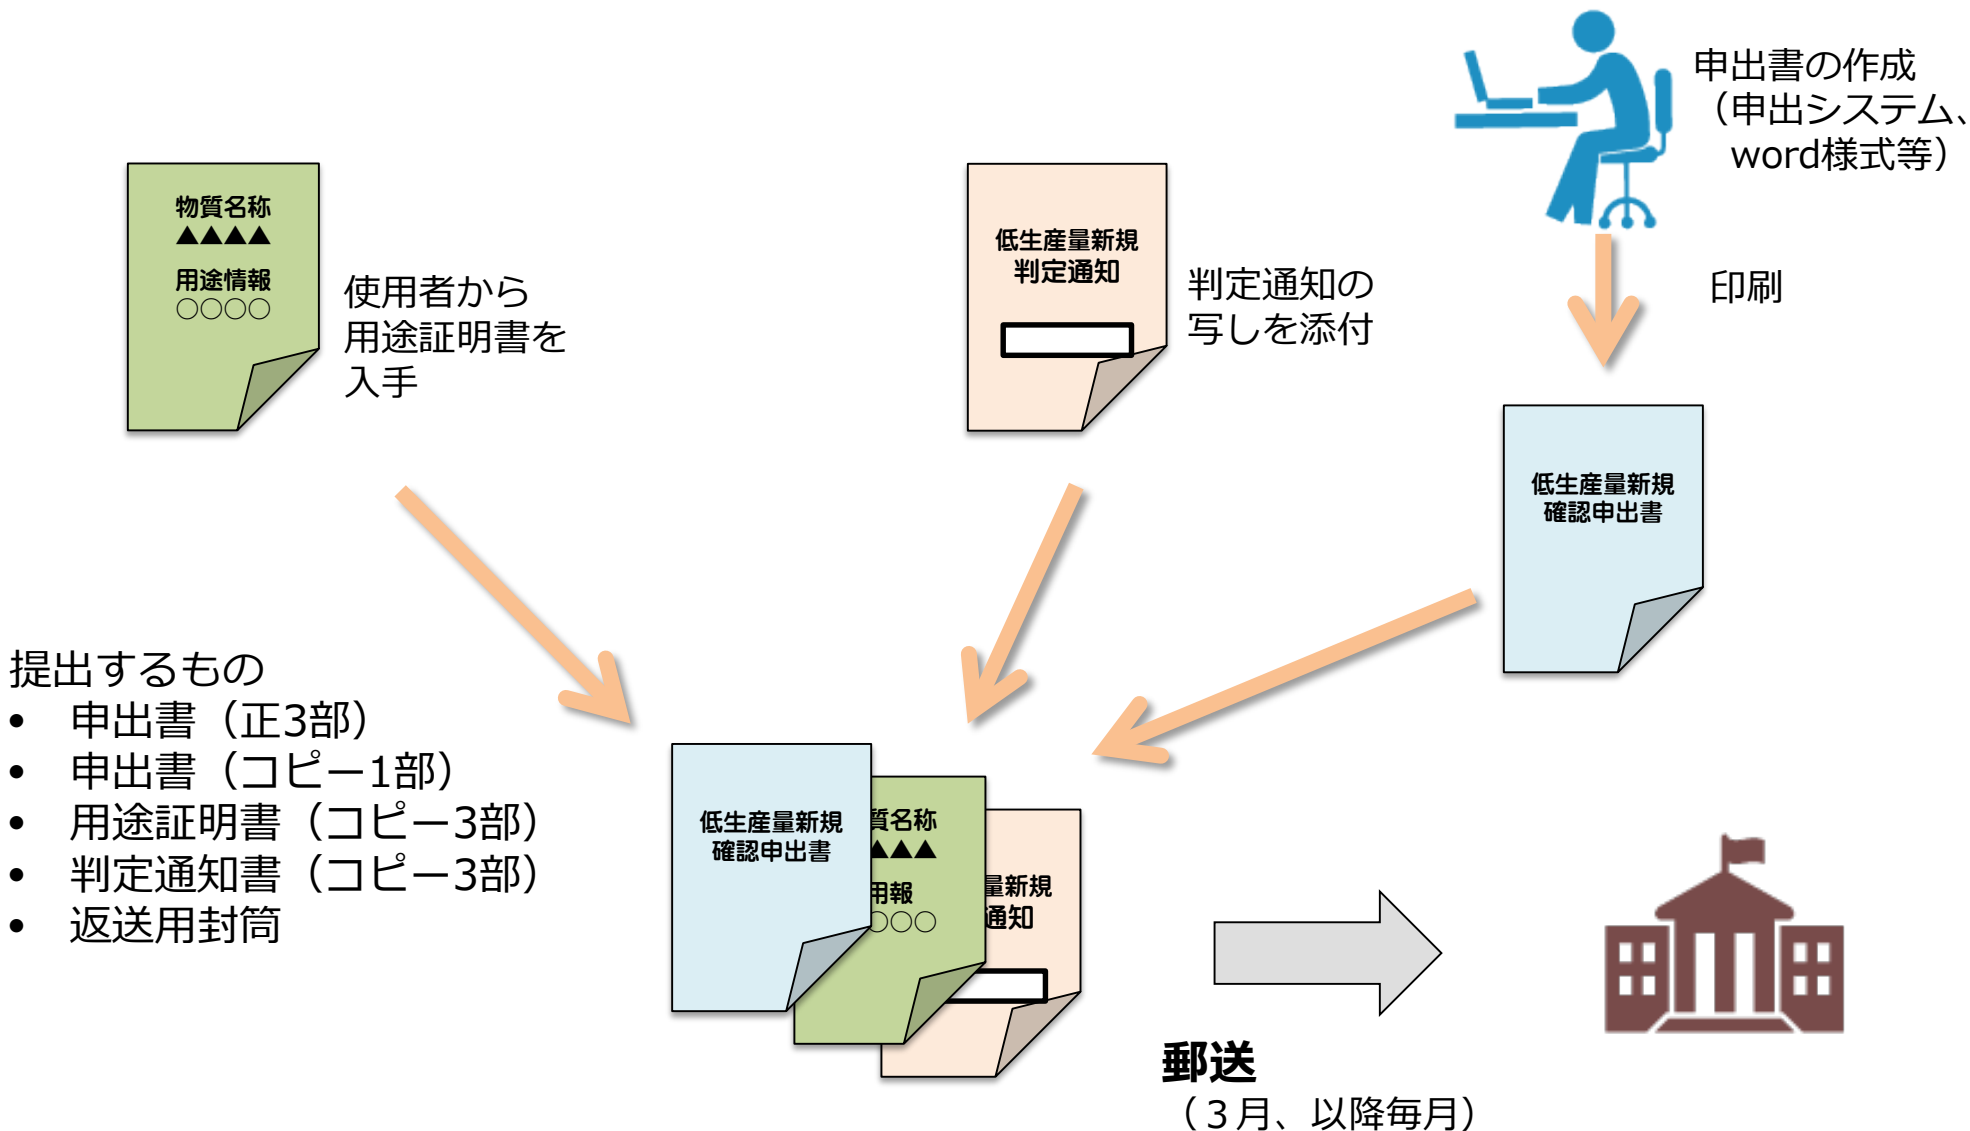 申出書の作成
（申出システム、
word様式等）
物質名称
▲▲▲▲
用途情報
○○○○
使用者から
用途証明書を
入手
低生産量新規
判定通知
判定通知の
写しを添付
印刷
低生産量新規
確認申出書
提出するもの
• 申出書（正3部）
• 申出書（コピー1部）
• 用途証明書（コピー3部）
• 判定通知書（コピー3部）
• 返送用封筒
低生産量新規
確認申出書
質名称
▲▲▲
用報
○○○
量新規
通知
郵送
（３月、以降毎月）